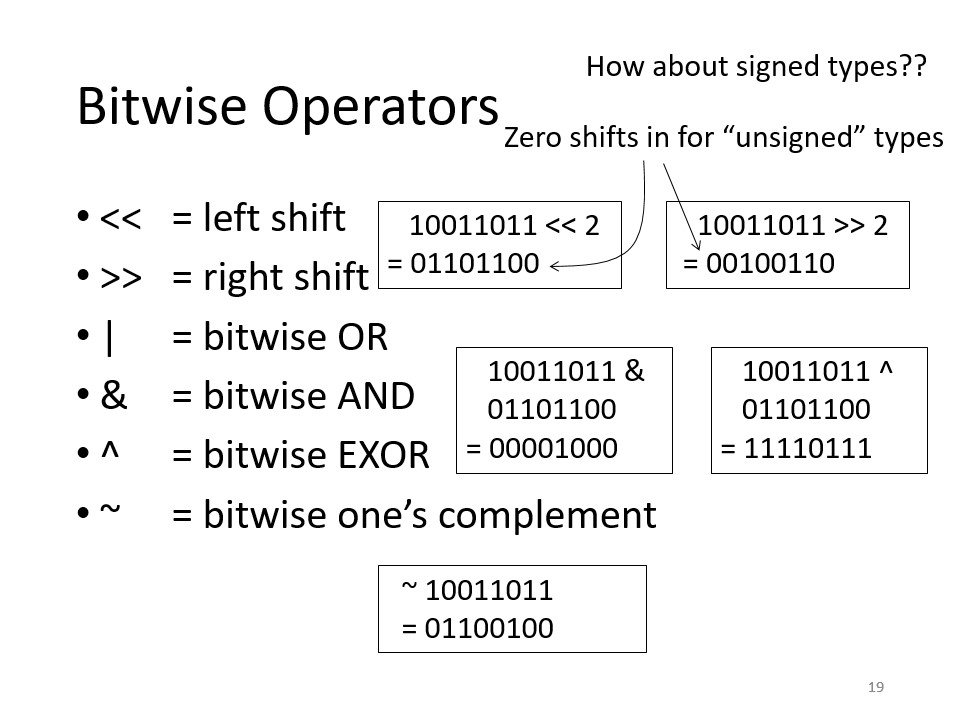 How about signed types??
Bitwise Operators
Zero shifts in for “unsigned” types
• << = left shift
• >> = right shift
• | = bitwise OR
• & = bitwise AND
• ^ = bitwise EXOR
• ~ = bitwise one’s complement
10011011 << 2
= 01101100
10011011 >> 2
= 00100110
10011011 &
01101100
= 00001000
10011011 ^
01101100
= 11110111
~ 10011011
= 01100100
19